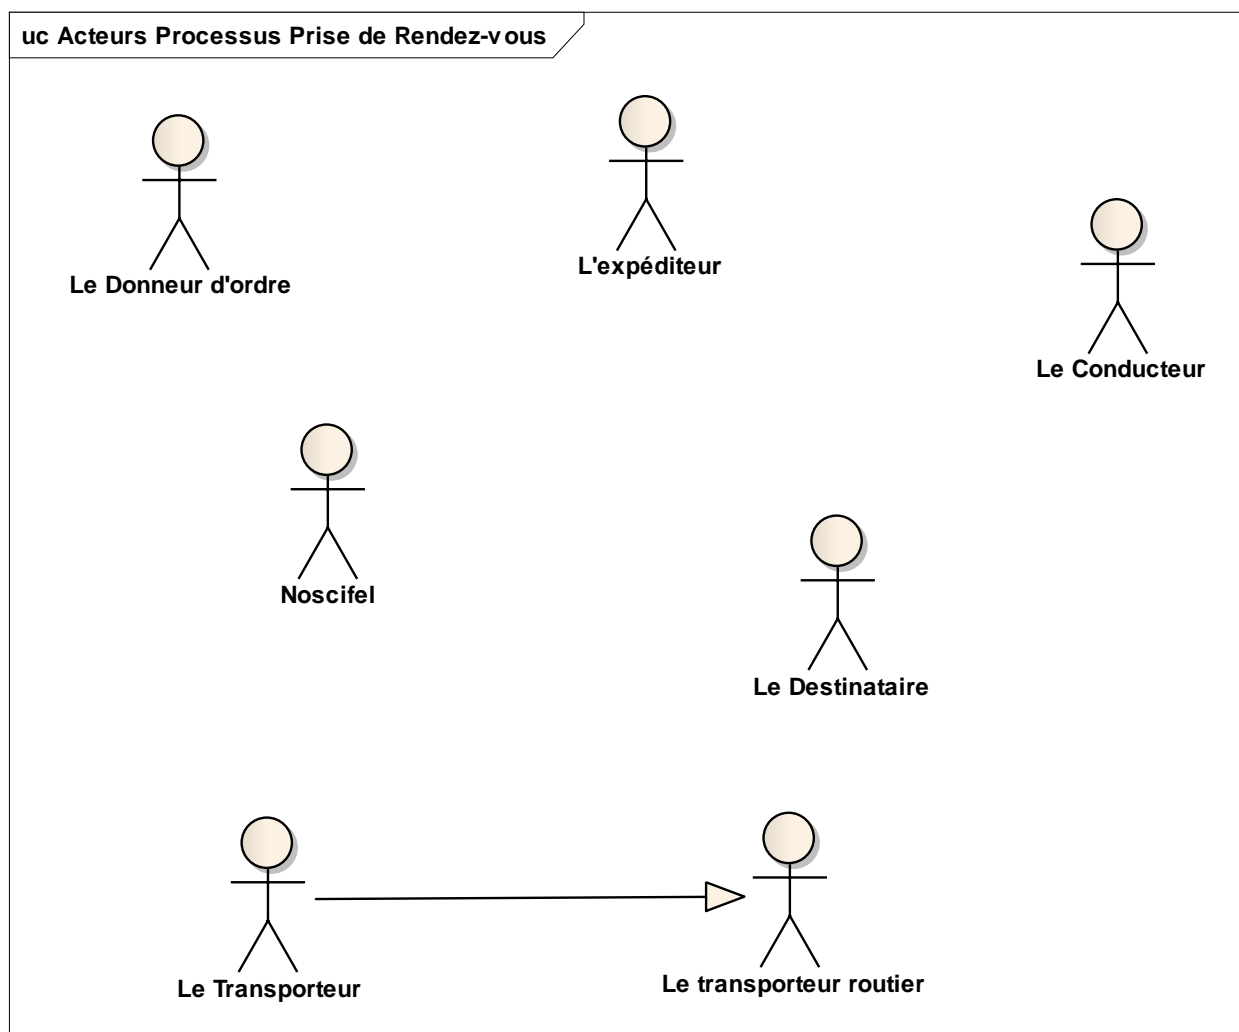 uc Acteurs Processus Prise de Rendez-vous
L'expéditeur
Le Donneur d'ordre
Le Conducteur
Noscifel
Le Destinataire
Le Transporteur
Le transporteur routier